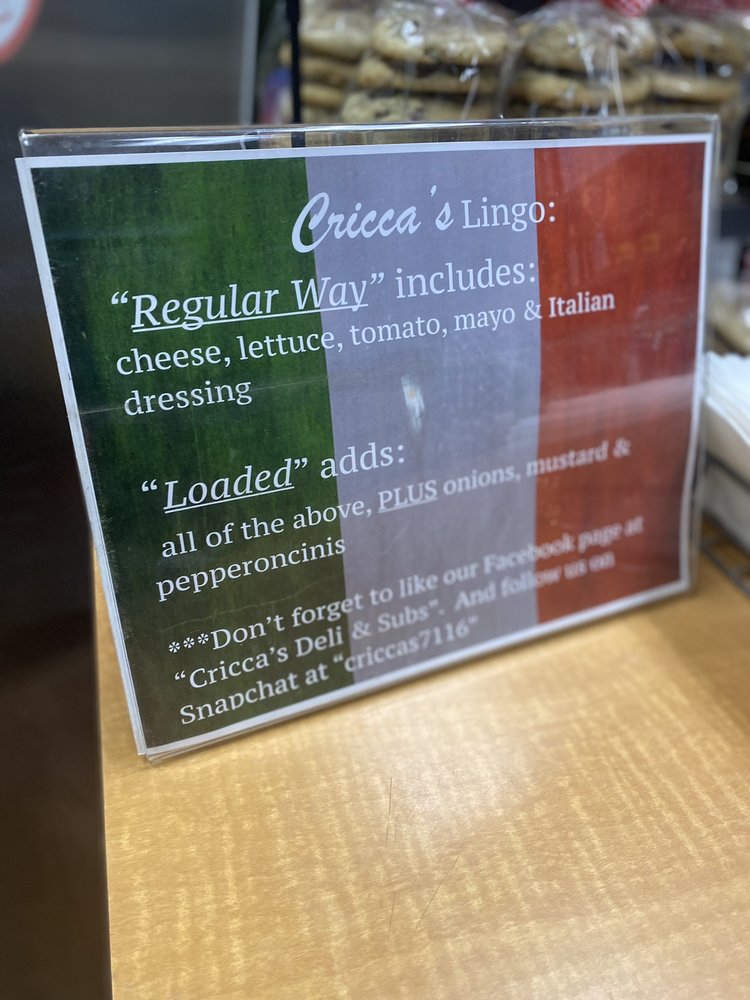 Cricca's Lingo:
“Regular Way” includes:
cheese, lettuce, tomato, mayo & Italian
dressing
“Loaded” adds:
all of the above, PLUS onions, mustard &
pepperoncinis
***Don't forget to like our Facebook page at
“Cricca's Deli & Subs”. And follow us on
Snapchat at “criccas7116”